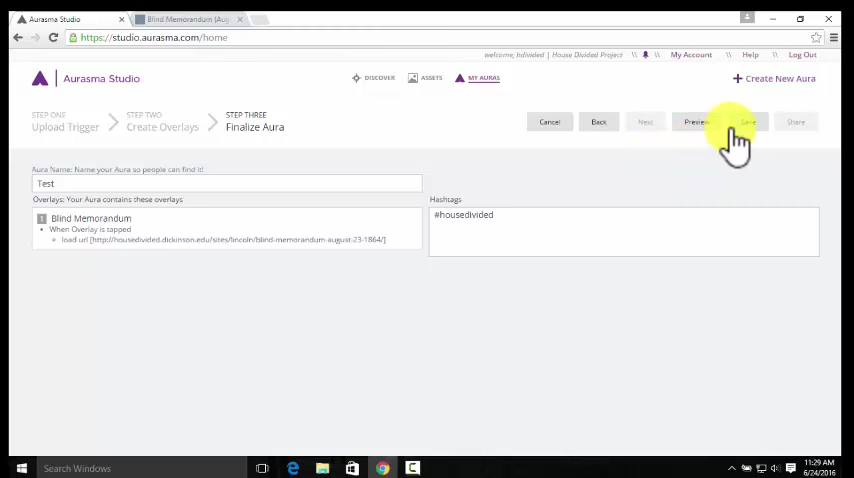 Aurasma Studio
Blind Memorandum (Aug
https://studio.aurasma.com/home
welcome, bdivided \\ House Divided Project \\ \\ My Account \\ Help \\ Log Out
Aurasma Studio
DISCOVER ASSETS MY AURAS
+ Create New Aura
STEP ONE
Upload Trigger
STEP TWO
Create Overlays
STEP THREE
Finalize Aura
Cancel Back Next Preview Save Share
Aura Name: Name your Aura so people can find it!
Test
Overlays: Your Aura contains these overlays
1 Blind Memorandum
When Overlay is tapped
load url [http://housedivided.dickinson.edu/sites/lincoln/blind-memorandum-august-23-1864/]
Hashtags
#housedivided
Search Windows
11:29 AM
6/24/2016